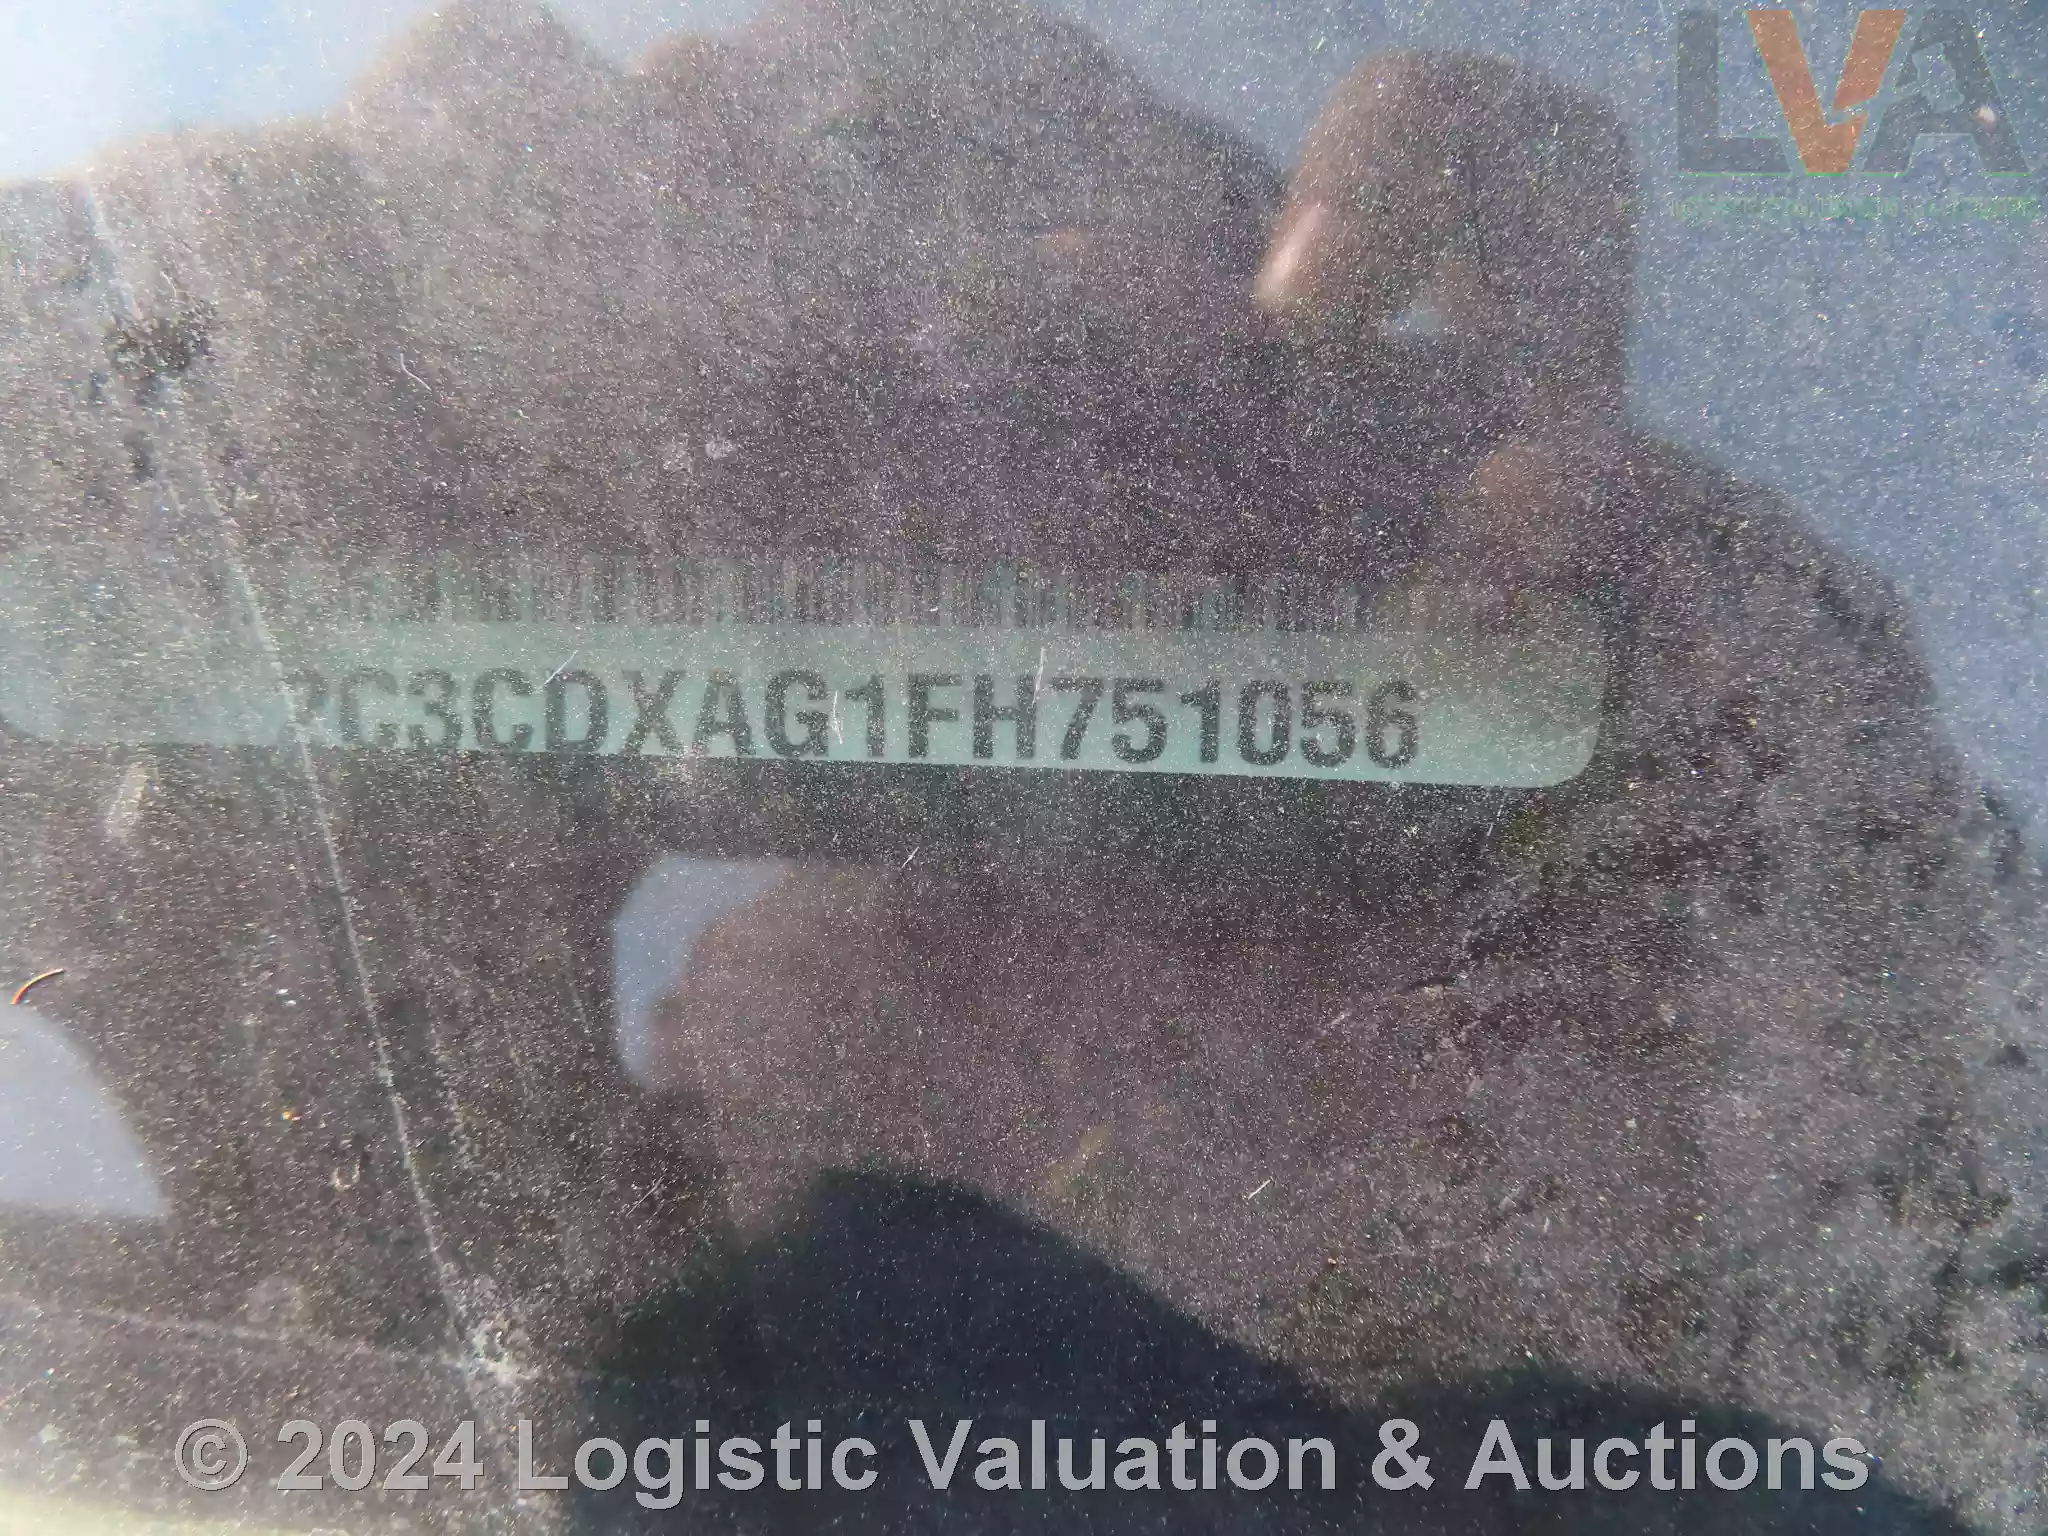 LVA
2C3CDXAG1FH751056
© 2024 Logistic Valuation & Auctions